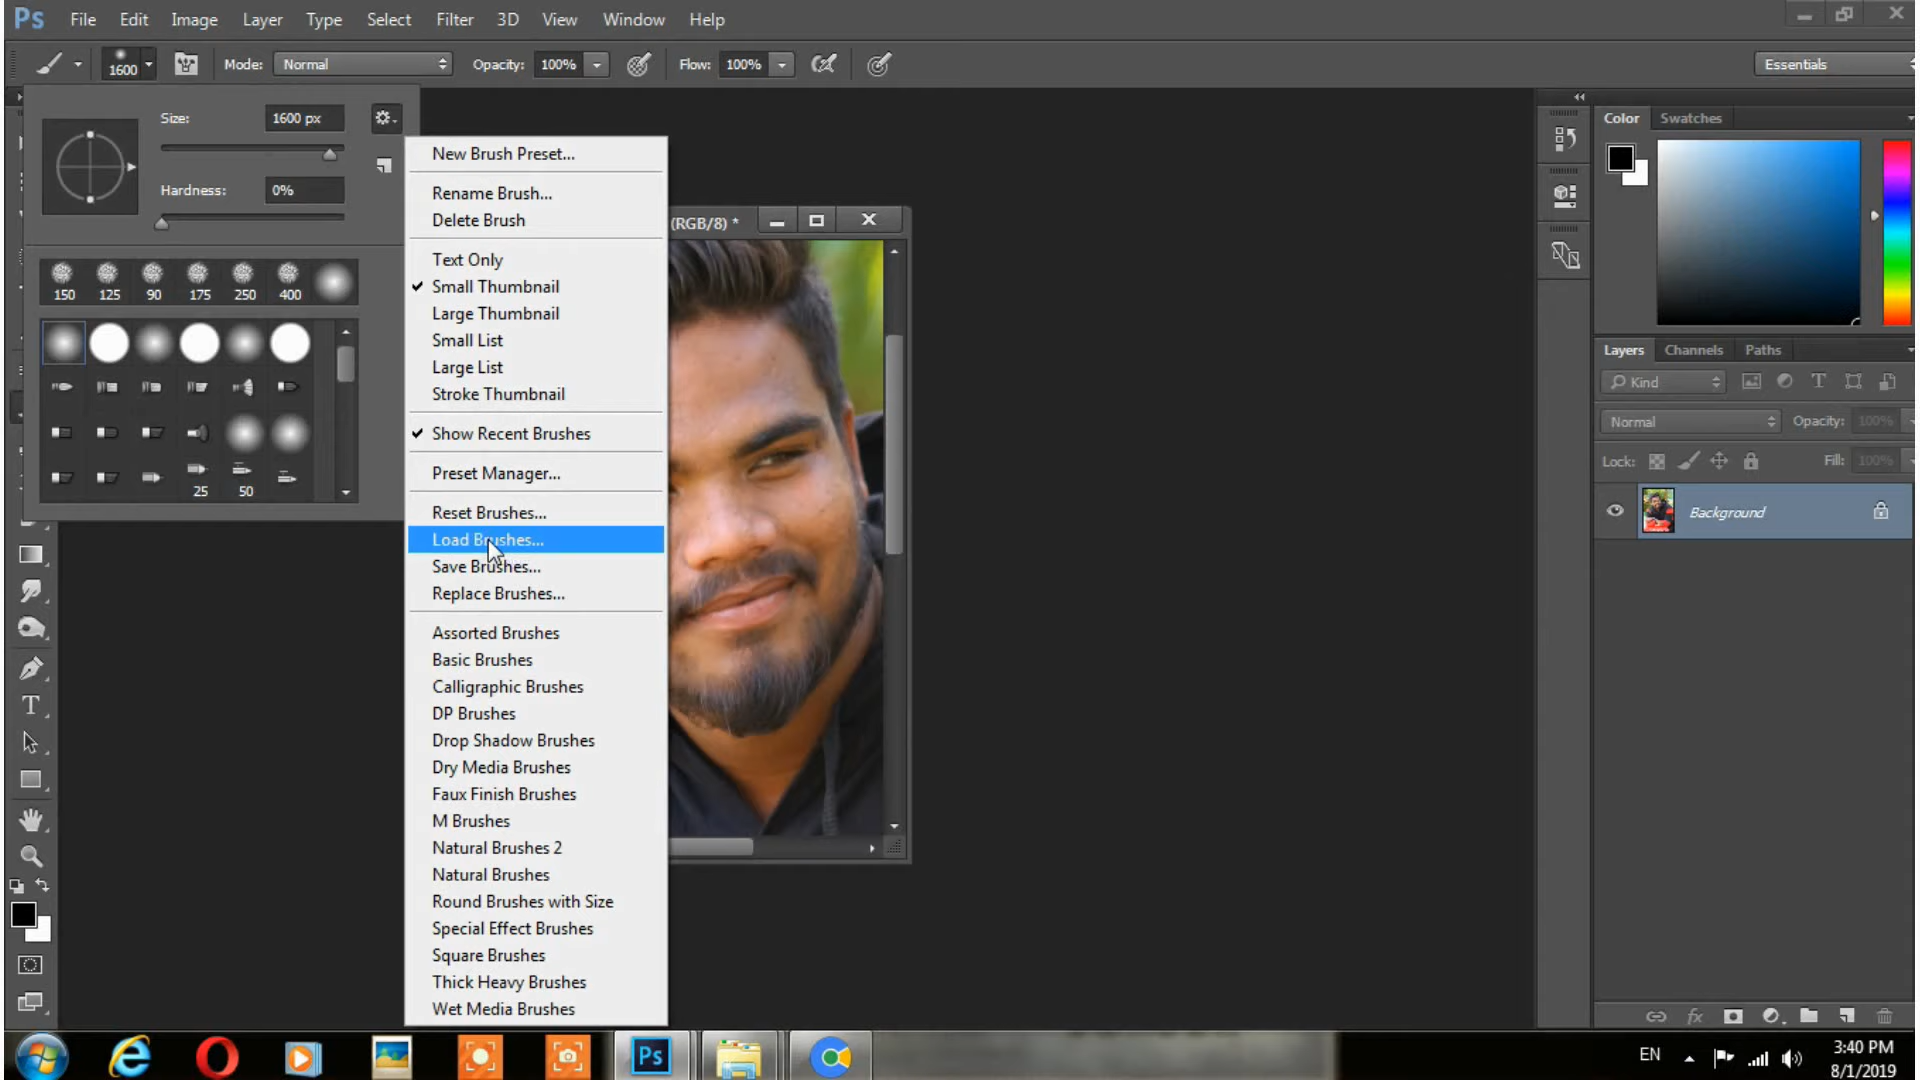 Ps File Edit Image Layer Type Select Filter 3D View Window Help
1600 Mode: Normal Opacity: 100% Flow: 100% Essentials
Size: 1600 px
Hardness: 0%
150 125 90 175 250 400
25 50
New Brush Preset...
Rename Brush...
Delete Brush
Text Only
Small Thumbnail
Large Thumbnail
Small List
Large List
Stroke Thumbnail
Show Recent Brushes
Preset Manager...
Reset Brushes...
Load Brushes...
Save Brushes...
Replace Brushes...
Assorted Brushes
Basic Brushes
Calligraphic Brushes
DP Brushes
Drop Shadow Brushes
Dry Media Brushes
Faux Finish Brushes
M Brushes
Natural Brushes 2
Natural Brushes
Round Brushes with Size
Special Effect Brushes
Square Brushes
Thick Heavy Brushes
Wet Media Brushes
(RGB/8) *
Color Swatches
Layers Channels Paths
Kind
Normal Opacity: 100%
Lock: Fill: 100%
Background
fx
Ps
EN
3:40 PM
8/1/2019